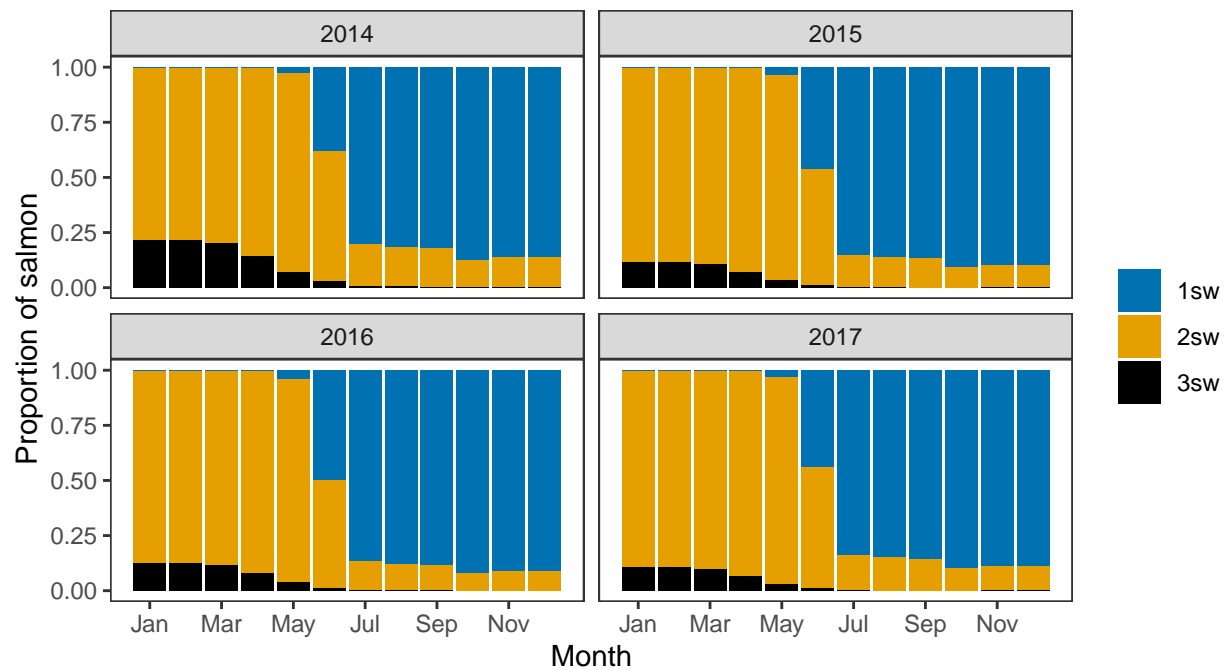 2014
2015
1.00
0.75
0.50
0.25
0.00
2016
2017
1.00
0.75
0.50
0.25
0.00
Jan Mar May Jul Sep Nov
Jan Mar May Jul Sep Nov
Month
Proportion of salmon
1sw
2sw
3sw